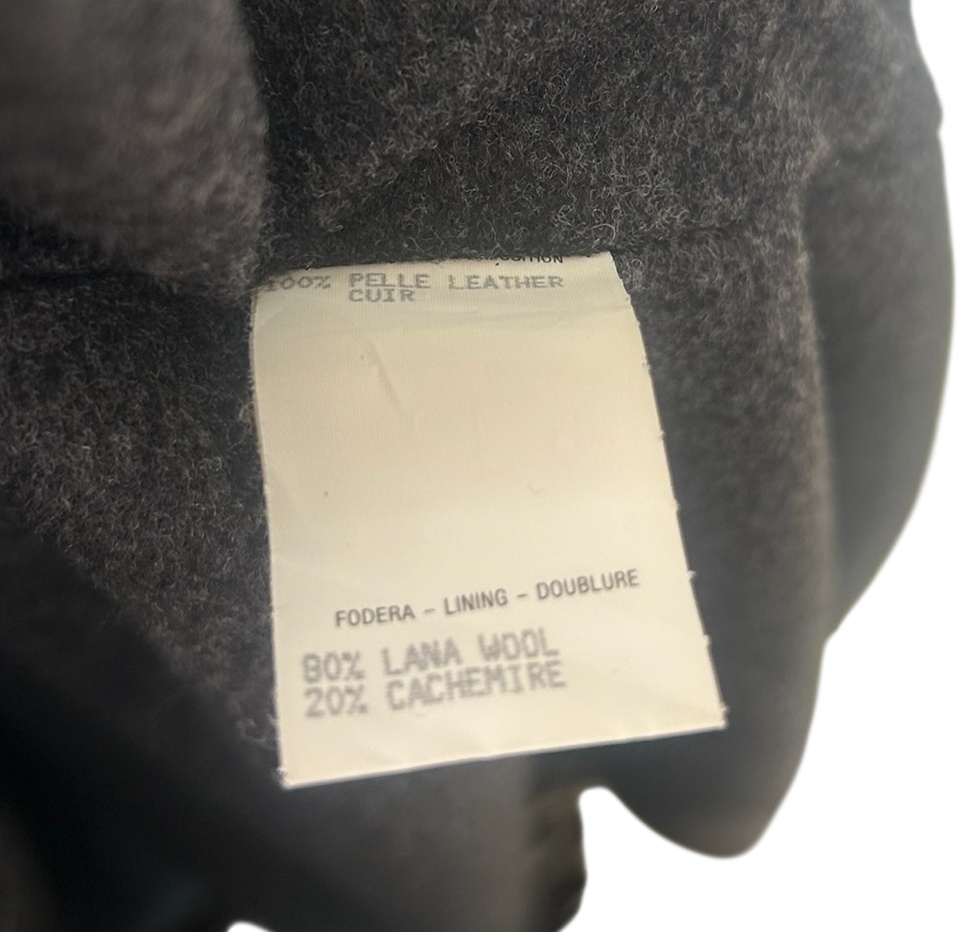 100% PELLE LEATHER
CUIR
FODERA - LINING - DOUBLURE
80% LANA WOOL
20% CACHEMIRE